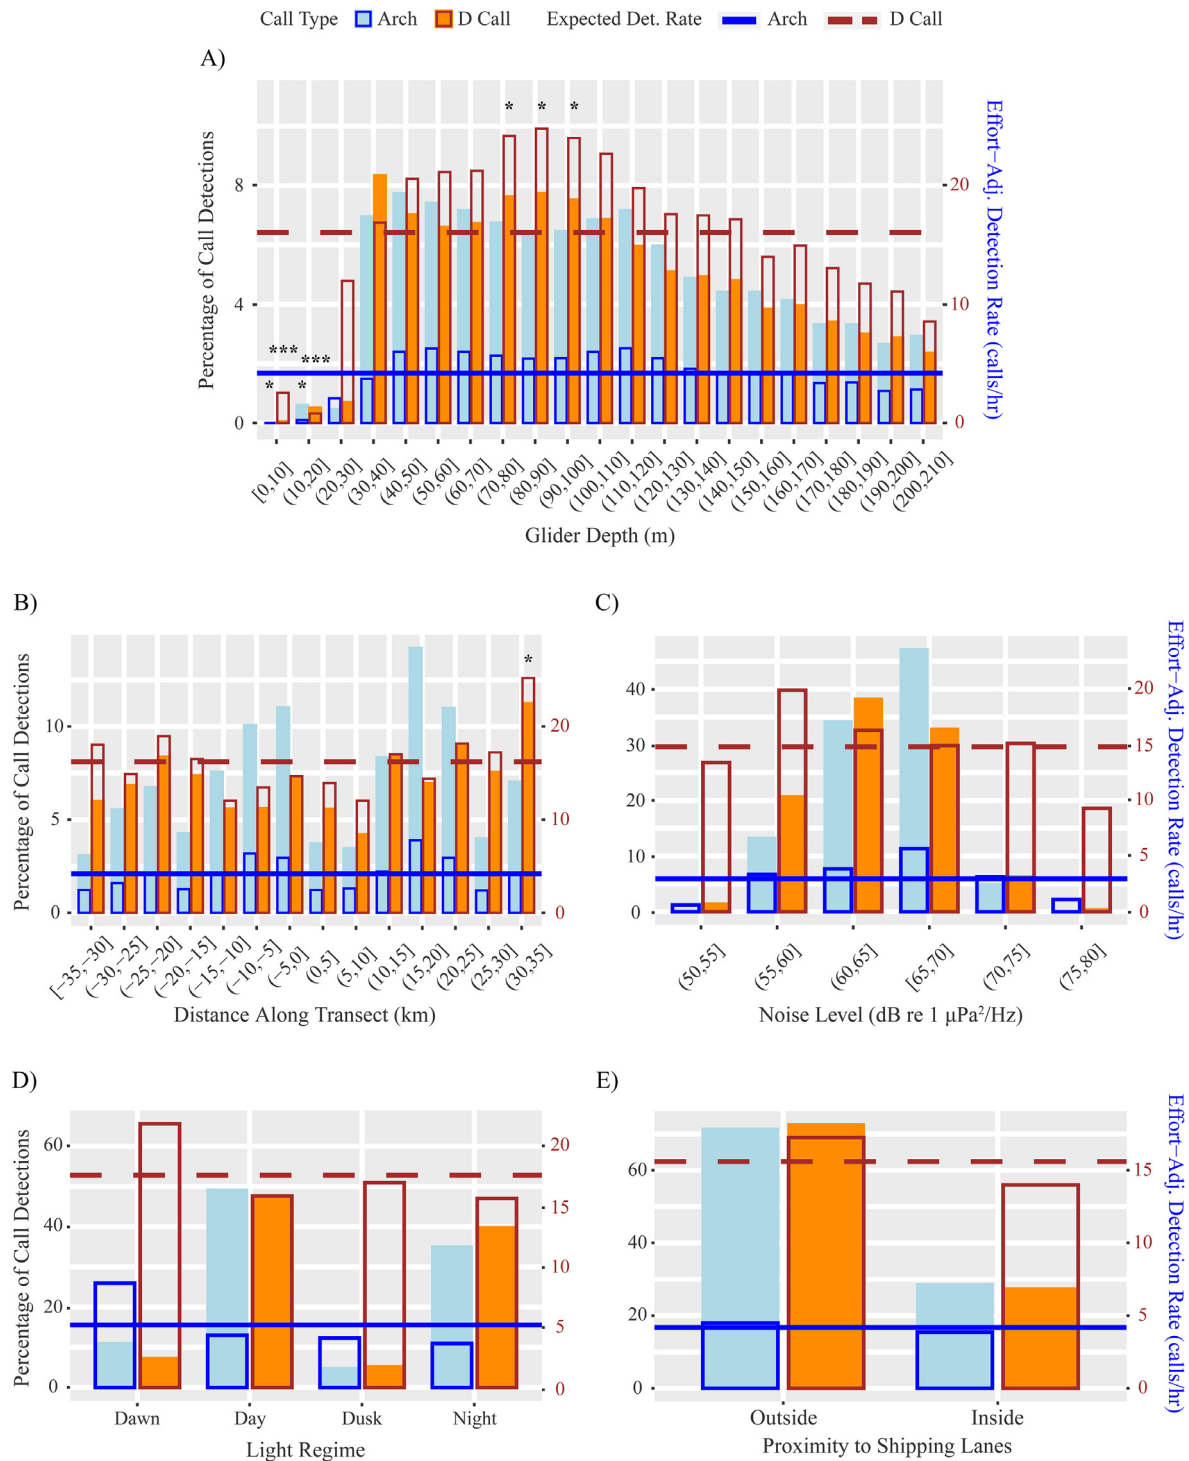 Call Type Arch D Call Expected Det. Rate Arch D Call
A)
Percentage of Call Detections
8
4
0
*** *** * * * * *
20
10
0
Effort−Adj. Detection Rate (calls/hr)
[0,10] (10,20] (20,30] (30,40] (40,50] (50,60] (60,70] (70,80] (80,90] (90,100] (100,110] (110,120] (120,130] (130,140] (140,150] (150,160] (160,170] (170,180] (180,190] (190,200] (200,210]
Glider Depth (m)
B)
Percentage of Call Detections
10
5
0
*
20
10
0
[−35,−30] (−30,−25] (−25,−20] (−20,−15] (−15,−10] (−10,−5] (−5,0] (0,5] (5,10] (10,15] (15,20] (20,25] (25,30] (30,35]
Distance Along Transect (km)
C)
40
30
20
10
0
20
15
10
5
0
Effort−Adj. Detection Rate (calls/hr)
(50,55] (55,60] (60,65] [65,70] (70,75] (75,80]
Noise Level (dB re 1 μPa²/Hz)
D)
Percentage of Call Detections
60
40
20
0
20
15
10
5
0
Dawn Day Dusk Night
Light Regime
E)
60
40
20
0
15
10
5
0
Effort−Adj. Detection Rate (calls/hr)
Outside Inside
Proximity to Shipping Lanes